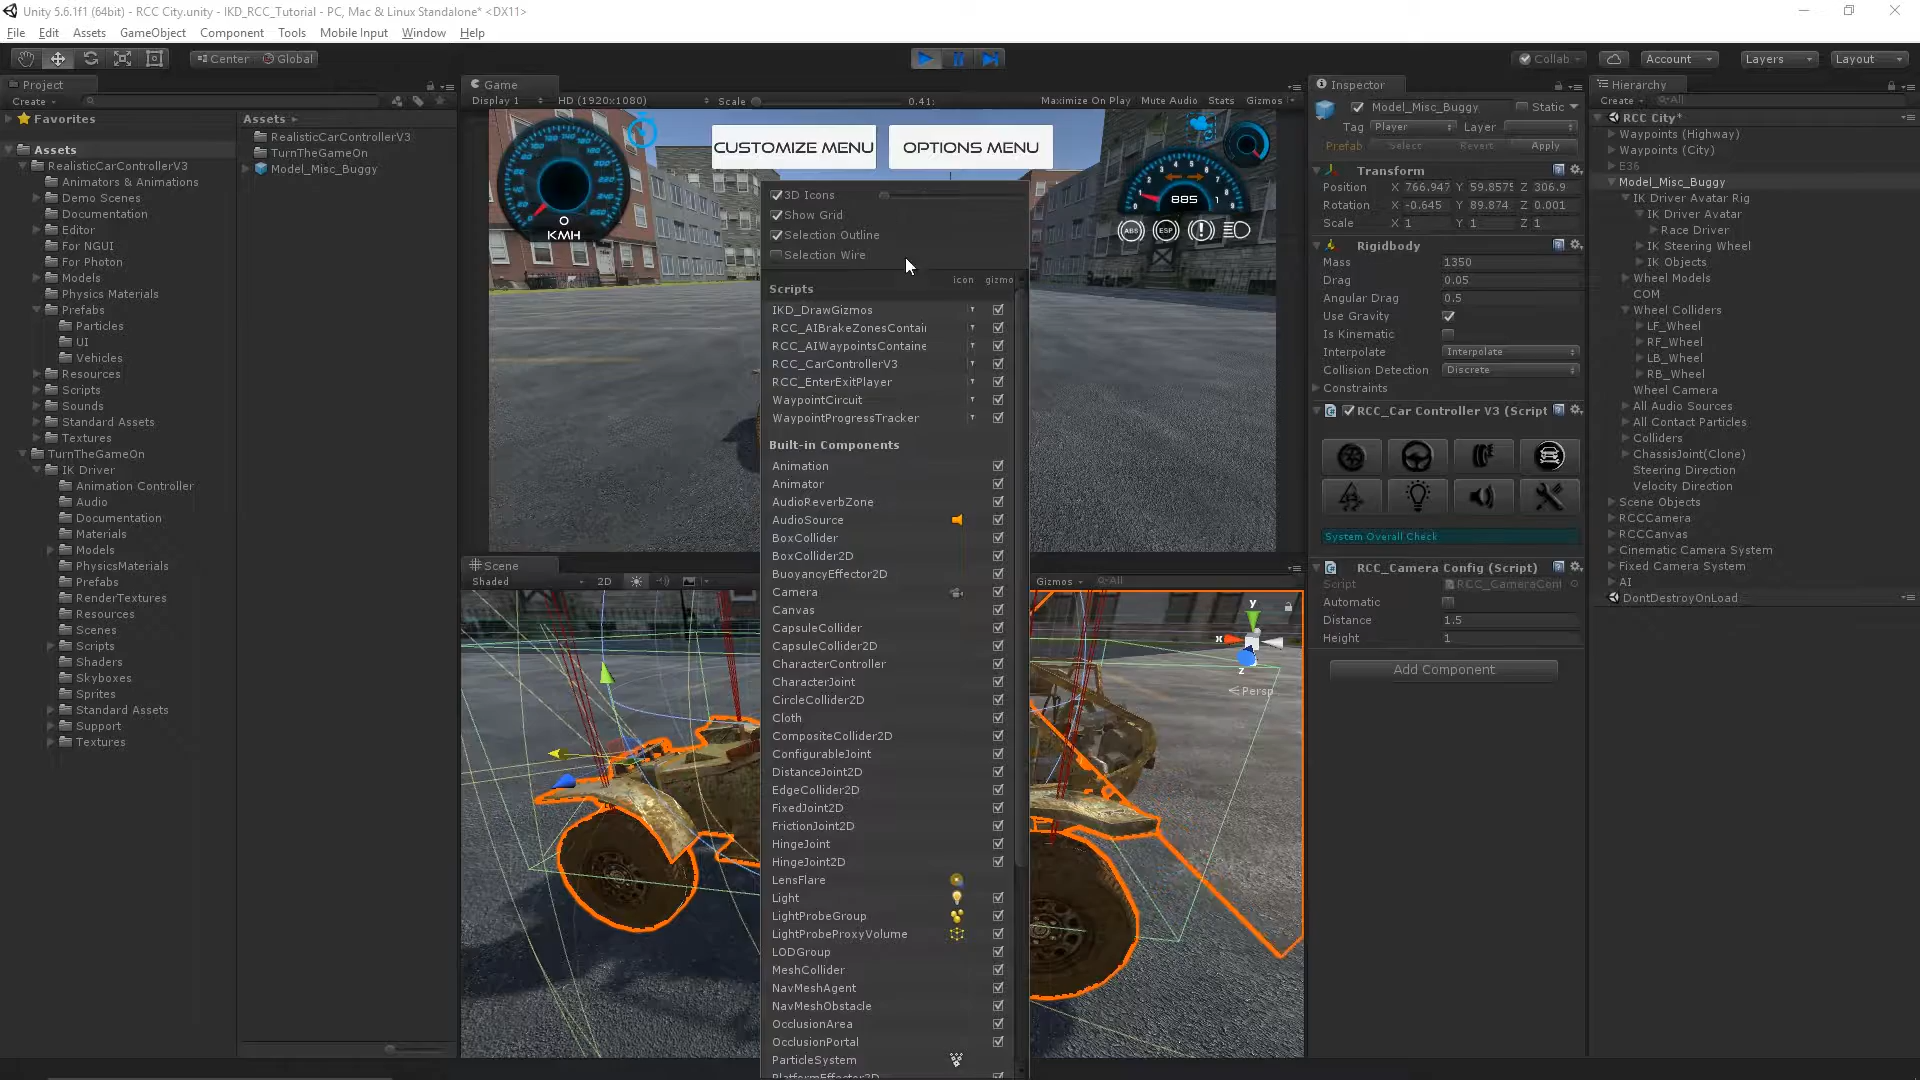 Unity 5.6.1f1 (64bit) - RCC City.unity - IKD_RCC_Tutorial - PC, Mac & Linux Standalone* <DX11>
File Edit Assets GameObject Component Tools Mobile Input Window Help
Center Global
Collab Account Layers Layout
Project
Create
Favorites
Assets
RealisticCarControllerV3
Animators & Animations
Demo Scenes
Documentation
Editor
For NGUI
For Photon
Models
Physics Materials
Prefabs
Particles
UI
Vehicles
Resources
Scripts
Sounds
Standard Assets
Textures
TurnTheGameOn
IK Driver
Animation Controller
Audio
Documentation
Materials
Models
PhysicsMaterials
Prefabs
RenderTextures
Resources
Scenes
Scripts
Shaders
Skyboxes
Sprites
Standard Assets
Support
Textures
Assets
RealisticCarControllerV3
TurnTheGameOn
Model_Misc_Buggy
Game
Display 1 HD (1920x1080) Scale 0.41: Maximize On Play Mute Audio Stats Gizmos
CUSTOMIZE MENU OPTIONS MENU
0
KMH
885
ABS ESP
3D Icons
Show Grid
Selection Outline
Selection Wire
icon gizmo
Scripts
IKD_DrawGizmos
RCC_AIBrakeZonesContain
RCC_AIWaypointsContaine
RCC_CarControllerV3
RCC_EnterExitPlayer
WaypointCircuit
WaypointProgressTracker
Built-in Components
Animation
Animator
AudioReverbZone
AudioSource
BoxCollider
BoxCollider2D
BuoyancyEffector2D
Camera
Canvas
CapsuleCollider
CapsuleCollider2D
CharacterController
CharacterJoint
CircleCollider2D
Cloth
CompositeCollider2D
ConfigurableJoint
DistanceJoint2D
EdgeCollider2D
FixedJoint2D
FrictionJoint2D
HingeJoint
HingeJoint2D
LensFlare
Light
LightProbeGroup
LightProbeProxyVolume
LODGroup
MeshCollider
NavMeshAgent
NavMeshObstacle
OcclusionArea
OcclusionPortal
ParticleSystem
PlatformEffector2D
Scene
Shaded 2D Gizmos All
y
x
z
Persp
Inspector
Model_Misc_Buggy Static
Tag Player Layer
Prefab Select Revert Apply
Transform
Position X 766.947 Y 59.8575 Z 306.9
Rotation X -0.645 Y 89.874 Z 0.001
Scale X 1 Y 1 Z 1
Rigidbody
Mass 1350
Drag 0.05
Angular Drag 0.5
Use Gravity
Is Kinematic
Interpolate Interpolate
Collision Detection Discrete
Constraints
RCC_Car Controller V3 (Script
System Overall Check
RCC_Camera Config (Script)
Script RCC_CameraConf
Automatic
Distance 1.5
Height 1
Add Component
Hierarchy
Create All
RCC City*
Waypoints (Highway)
Waypoints (City)
E36
Model_Misc_Buggy
IK Driver Avatar Rig
IK Driver Avatar
Race Driver
IK Steering Wheel
IK Objects
Wheel Models
COM
Wheel Colliders
LF_Wheel
RF_Wheel
LB_Wheel
RB_Wheel
Wheel Camera
All Audio Sources
All Contact Particles
Colliders
ChassisJoint(Clone)
Steering Direction
Velocity Direction
Scene Objects
RCCCamera
RCCCanvas
Cinematic Camera System
Fixed Camera System
AI
DontDestroyOnLoad